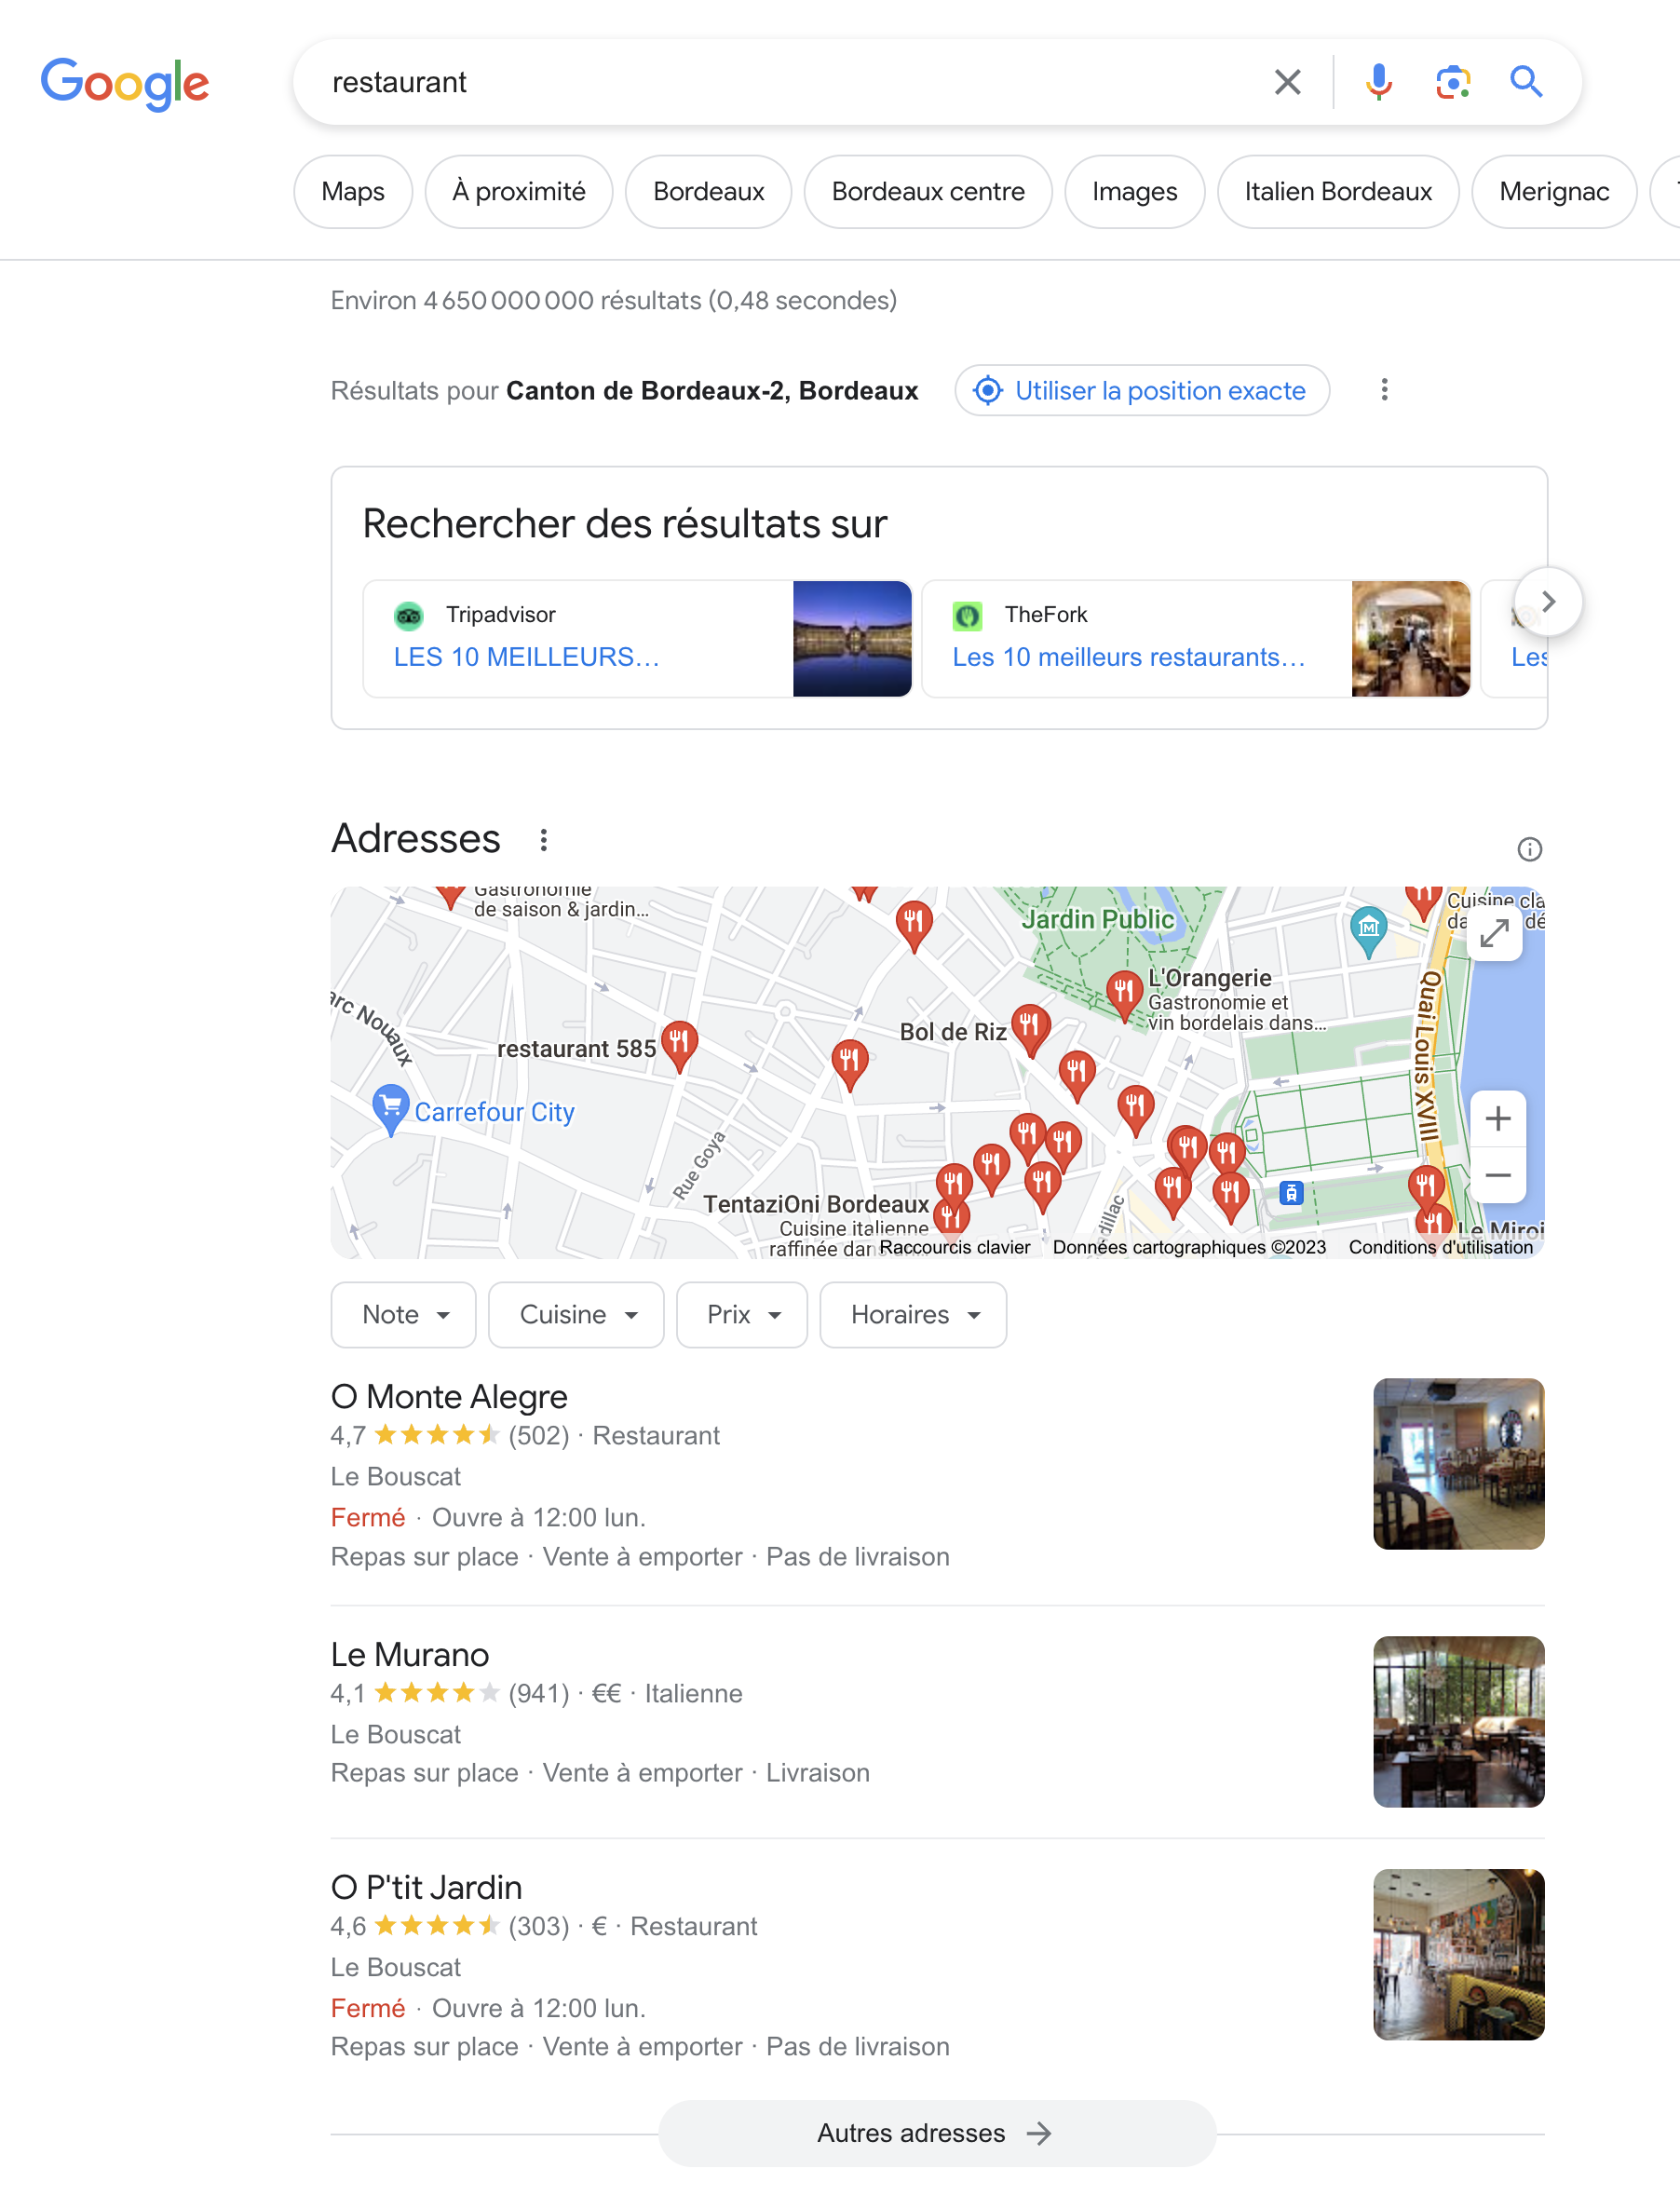 Google
restaurant
Maps
À proximité
Bordeaux
Bordeaux centre
Images
Italien Bordeaux
Merignac
Environ 4 650 000 000 résultats (0,48 secondes)
Résultats pour Canton de Bordeaux-2, Bordeaux
Utiliser la position exacte
Rechercher des résultats sur
Tripadvisor
LES 10 MEILLEURS…
TheFork
Les 10 meilleurs restaurants…
Les
Adresses
Gastronomie
de saison & jardin...
Jardin Public
Cuisine cla
da
dé
L'Orangerie
Gastronomie et
vin bordelais dans...
Bol de Riz
restaurant 585
arc Nouaux
Carrefour City
Rue Goya
Quai Louis XVIII
TentaziOni Bordeaux
Cuisine italienne
raffinée dan
dillac
Le Miroi
Raccourcis clavier
Données cartographiques ©2023
Conditions d'utilisation
Note
Cuisine
Prix
Horaires
O Monte Alegre
4,7 (502) · Restaurant
Le Bouscat
Fermé · Ouvre à 12:00 lun.
Repas sur place · Vente à emporter · Pas de livraison
Le Murano
4,1 (941) · €€ · Italienne
Le Bouscat
Repas sur place · Vente à emporter · Livraison
O P'tit Jardin
4,6 (303) · € · Restaurant
Le Bouscat
Fermé · Ouvre à 12:00 lun.
Repas sur place · Vente à emporter · Pas de livraison
Autres adresses